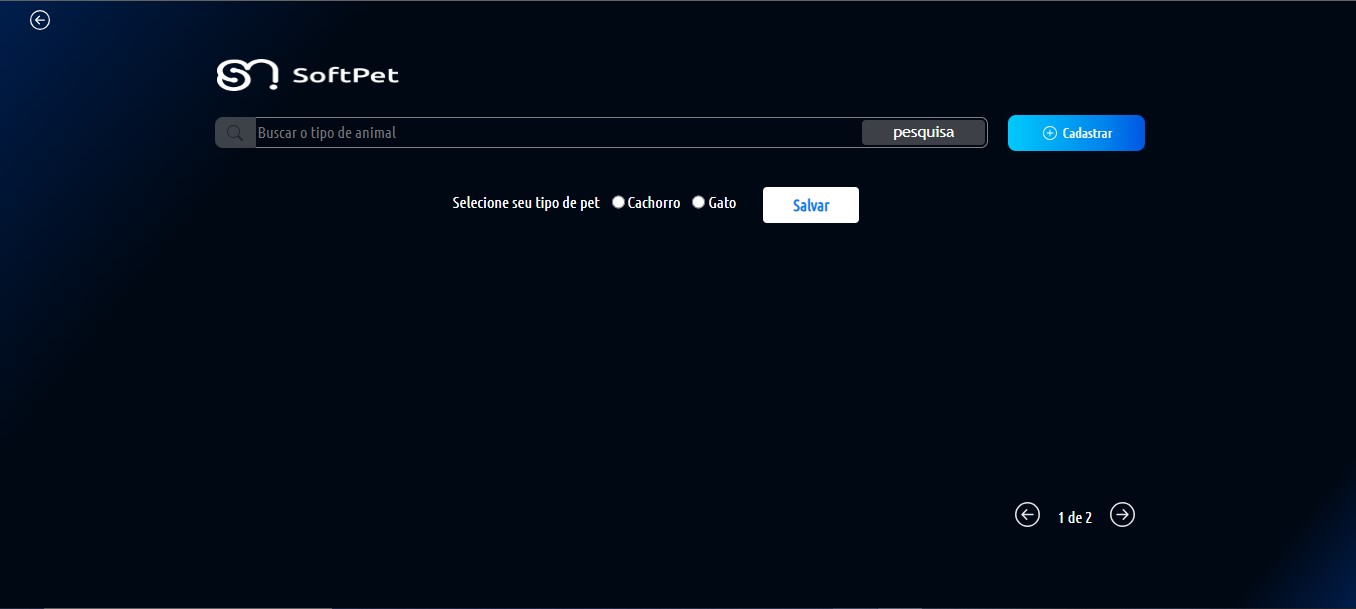 SoftPet
Buscar o tipo de animal pesquisa Cadastrar
Selecione seu tipo de pet Cachorro Gato Salvar
1 de 2